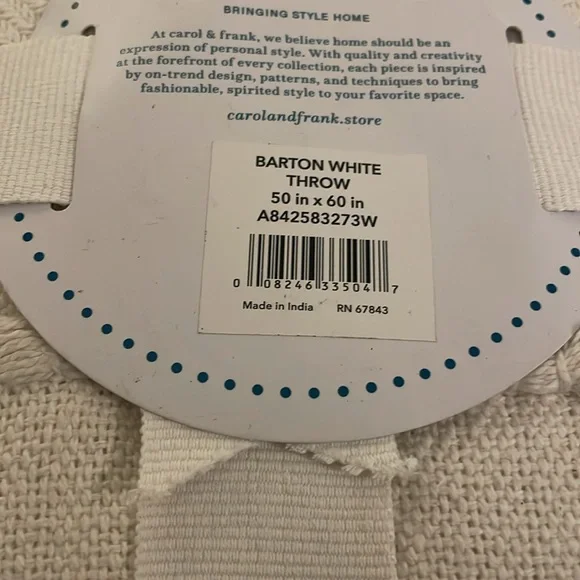 BRINGING STYLE HOME
At carol & frank, we believe home should be an
expression of personal style. With quality and creativity
at the forefront of every collection, each piece is inspired
by on-trend design, patterns, and techniques to bring
fashionable, spirited style to your favorite space.
carolandfrank.store
BARTON WHITE
THROW
50 in x 60 in
A842583273W
0 08246 33504 7
Made in India RN 67843